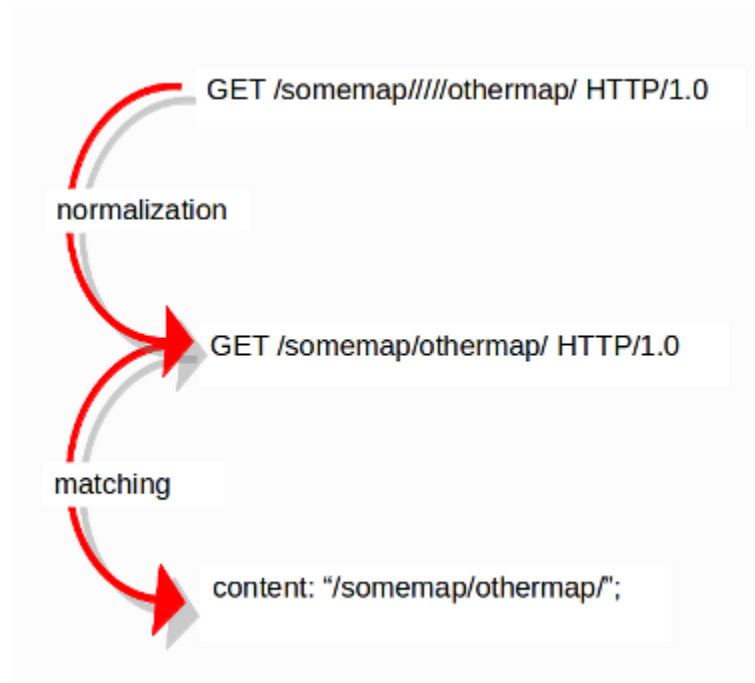 GET /somemap/////othermap/ HTTP/1.0
normalization
GET /somemap/othermap/ HTTP/1.0
matching
content: “/somemap/othermap/”;